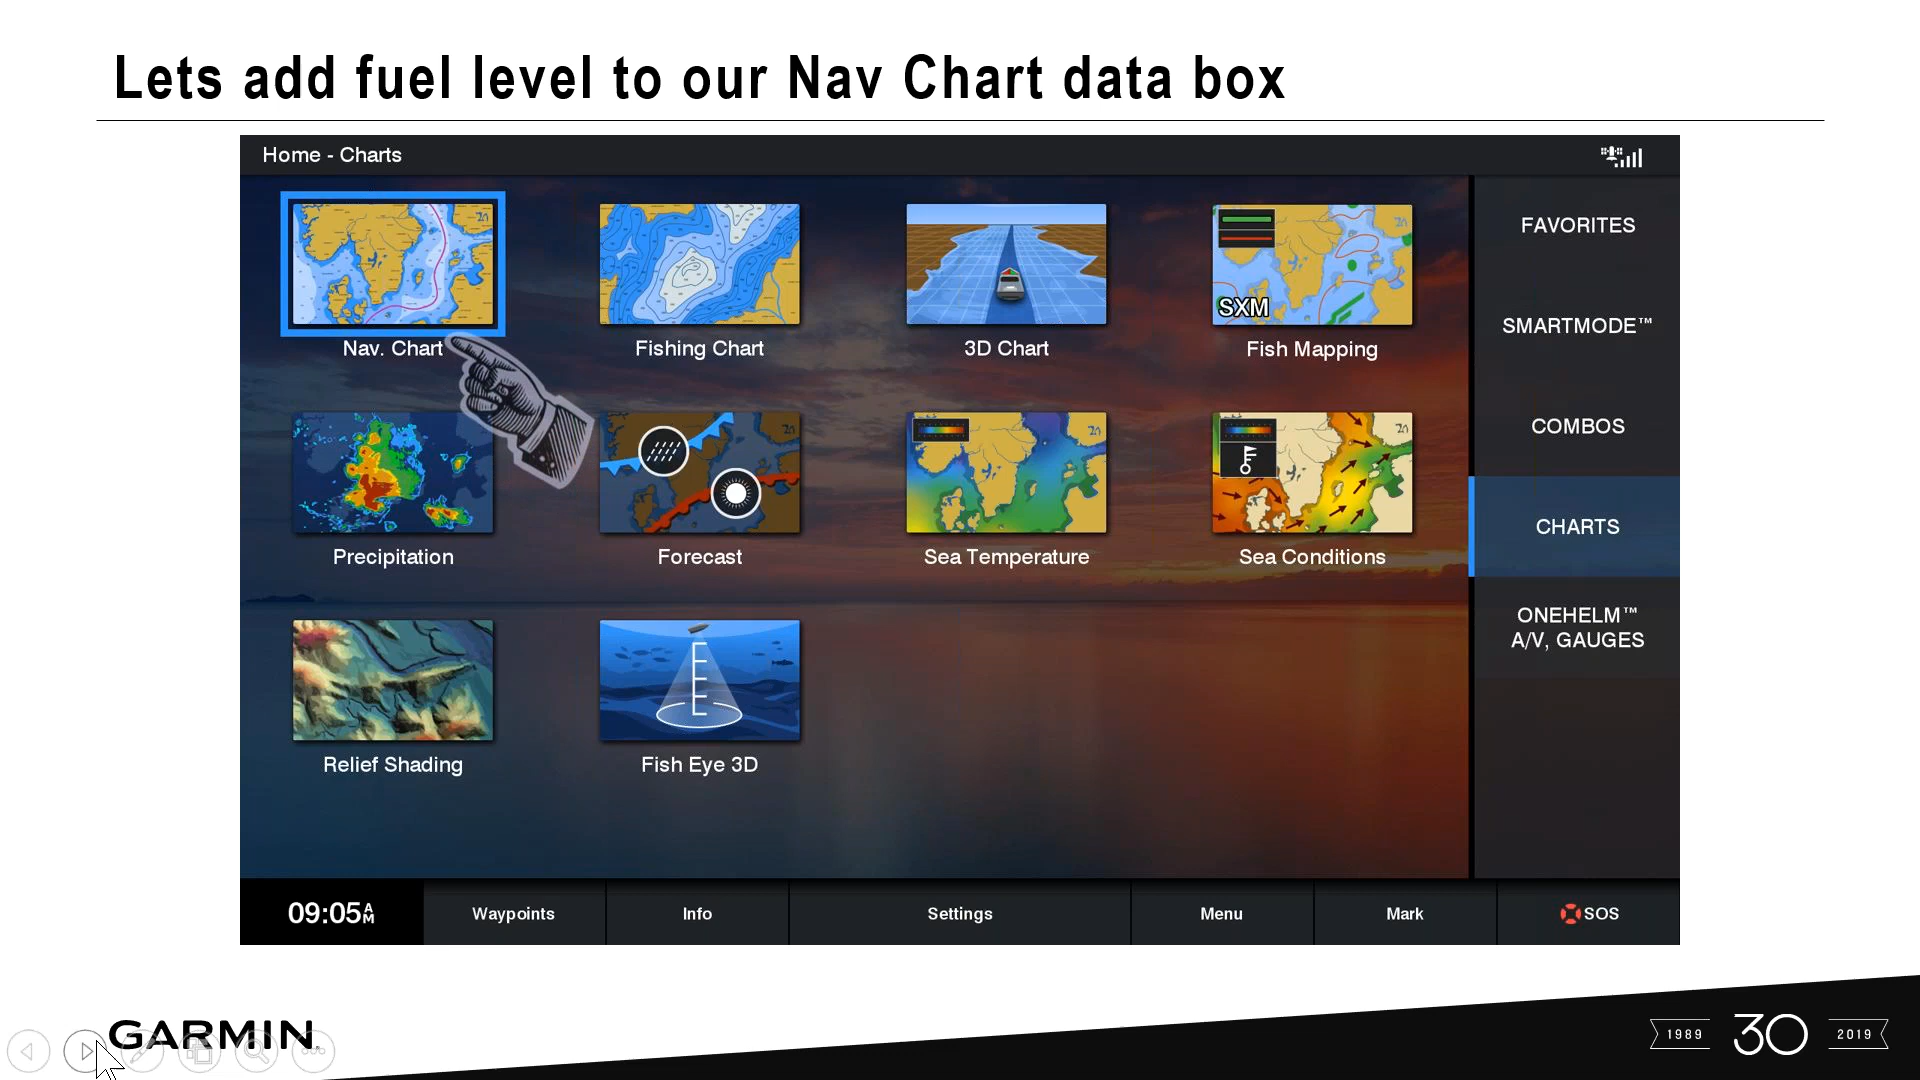 Lets add fuel level to our Nav Chart data box
Home - Charts
Nav. Chart
Fishing Chart
3D Chart
SXM
Fish Mapping
Precipitation
Forecast
Sea Temperature
Sea Conditions
Relief Shading
Fish Eye 3D
FAVORITES
SMARTMODE™
COMBOS
CHARTS
ONEHELM™
A/V, GAUGES
09:05AM
Waypoints
Info
Settings
Menu
Mark
SOS
GARMIN
1989
30
2019